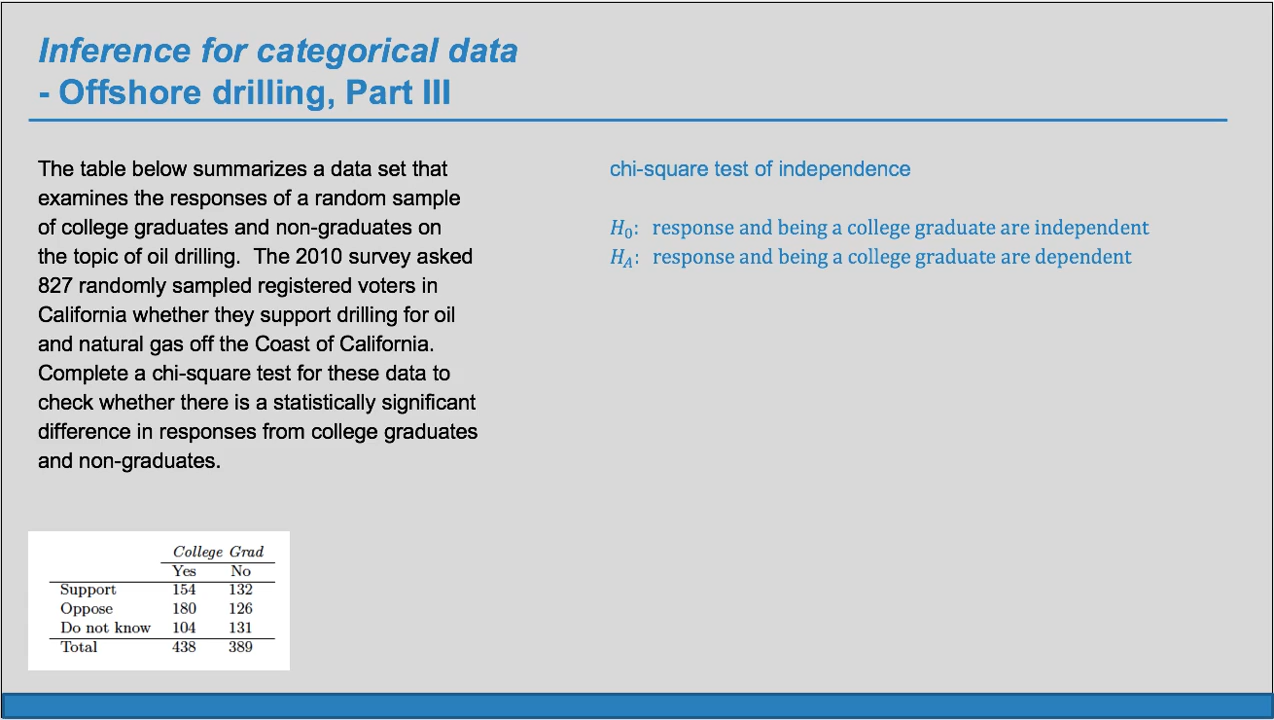 Inference for categorical data
- Offshore drilling, Part III
The table below summarizes a data set that
examines the responses of a random sample
of college graduates and non-graduates on
the topic of oil drilling.  The 2010 survey asked
827 randomly sampled registered voters in
California whether they support drilling for oil
and natural gas off the Coast of California.
Complete a chi-square test for these data to
check whether there is a statistically significant
difference in responses from college graduates
and non-graduates.
College Grad
Yes No
Support 154 132
Oppose 180 126
Do not know 104 131
Total 438 389
chi-square test of independence
H₀: response and being a college graduate are independent
H_A: response and being a college graduate are dependent